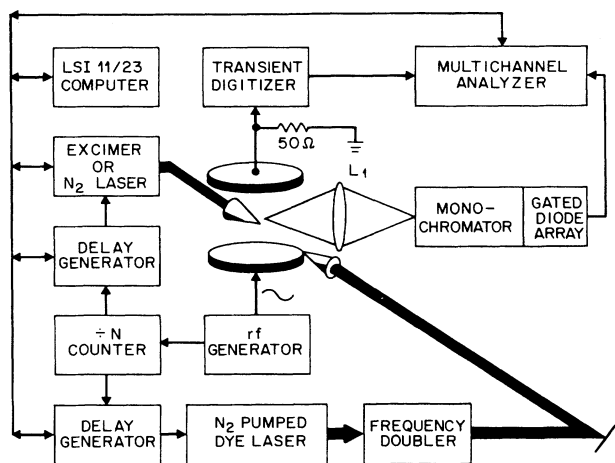 LSI 11/23
COMPUTER
TRANSIENT
DIGITIZER
MULTICHANNEL
ANALYZER
50Ω
EXCIMER
OR
N₂ LASER
L₁
MONO-
CHROMATOR
GATED
DIODE
ARRAY
DELAY
GENERATOR
÷ N
COUNTER
rf
GENERATOR
DELAY
GENERATOR
N₂ PUMPED
DYE LASER
FREQUENCY
DOUBLER